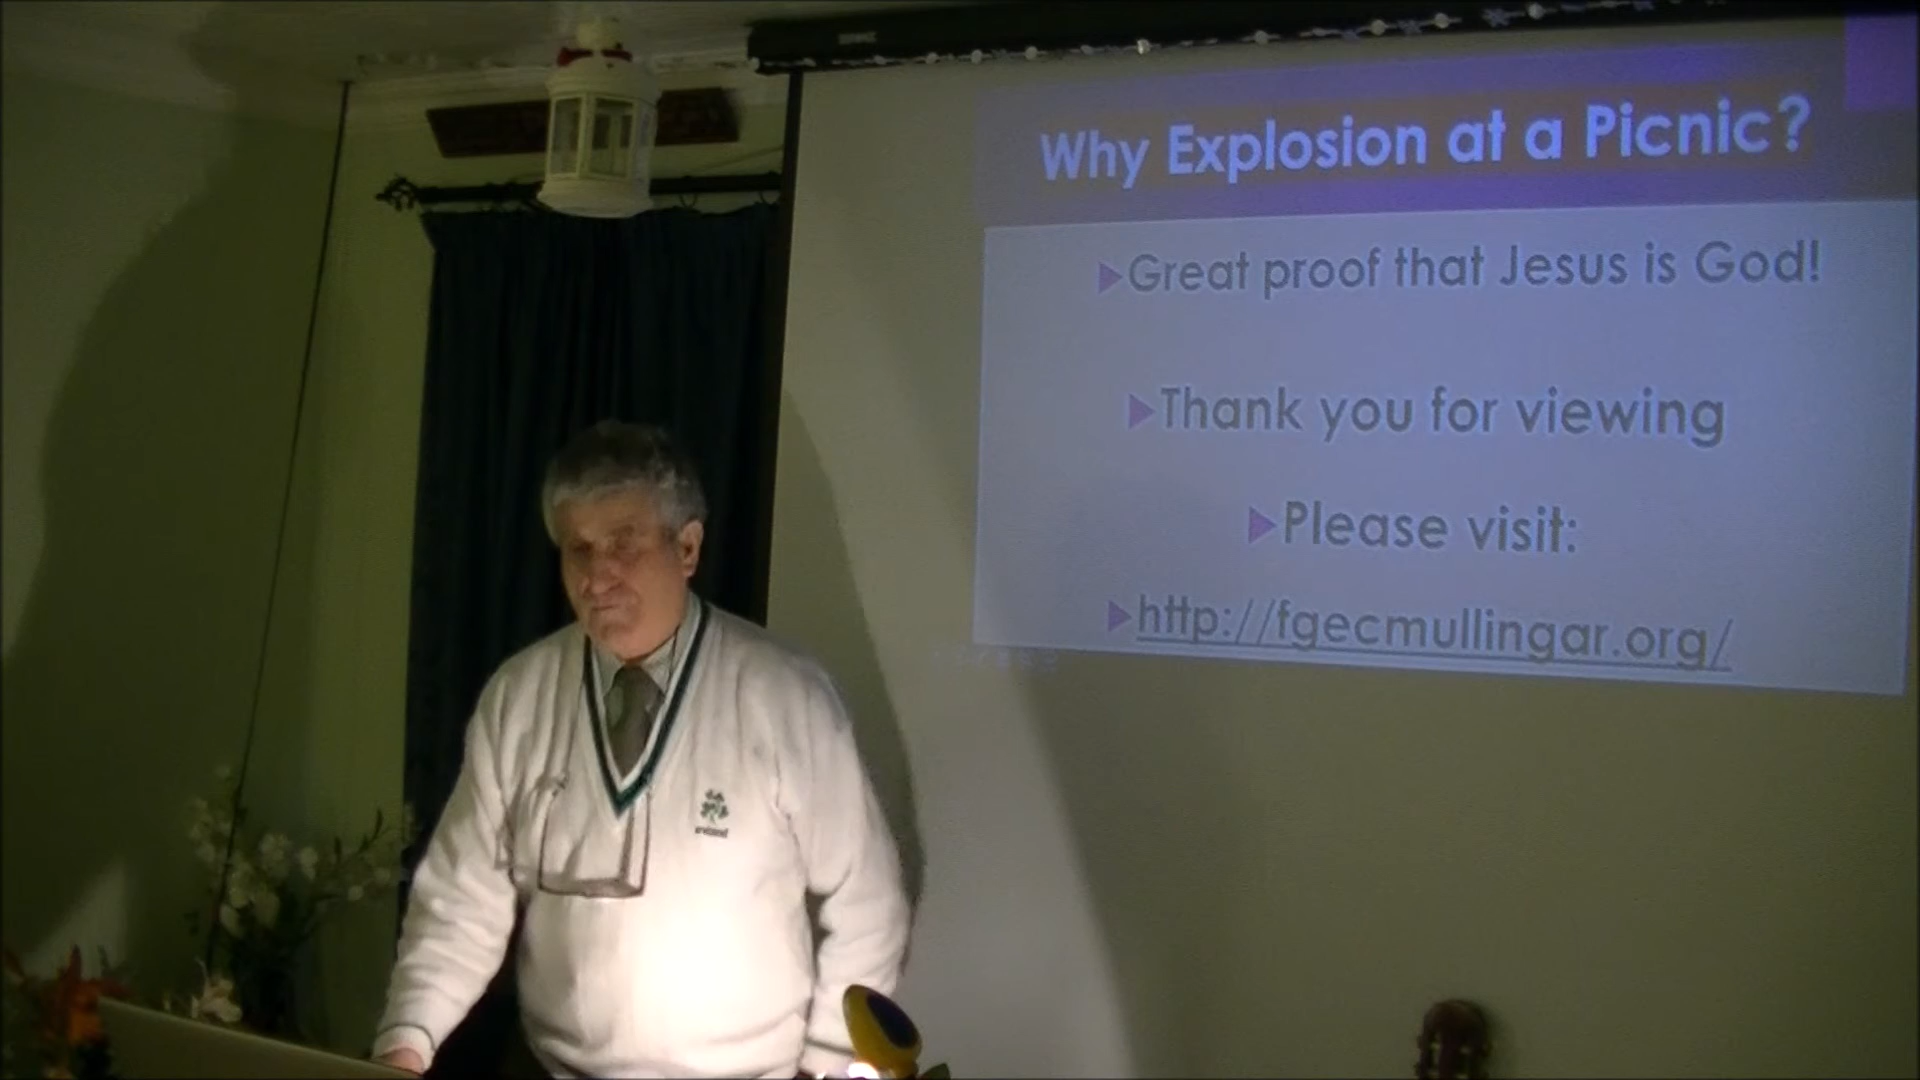 Why Explosion at a Picnic?
Great proof that Jesus is God!
Thank you for viewing
Please visit:
http://fgecmullingar.org/
Ireland